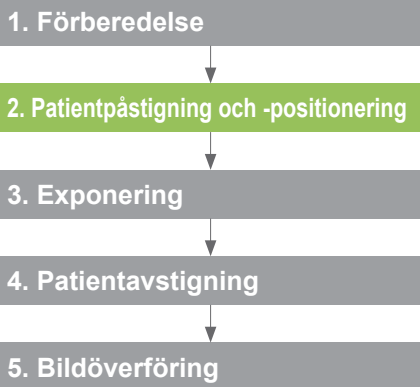 1. Förberedelse
2. Patientpåstigning och -positionering
3. Exponering
4. Patientavstigning
5. Bildöverföring